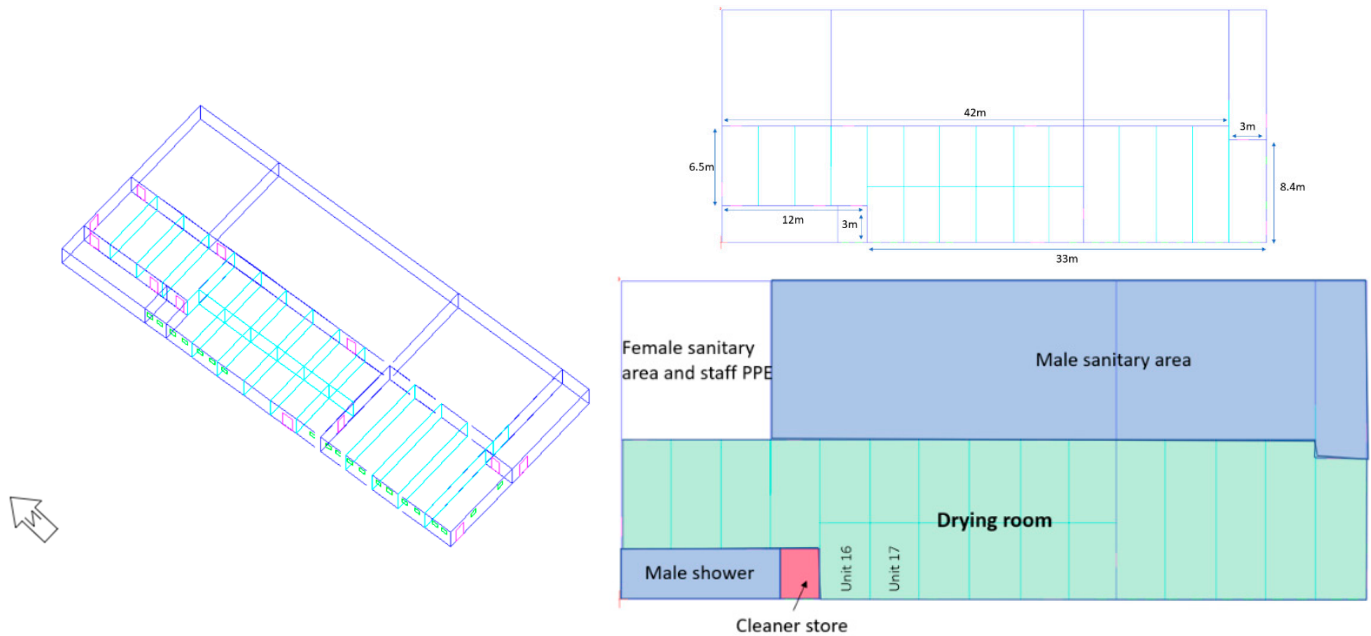 42m
3m
6.5m
8.4m
12m
3m
33m
Female sanitary
area and staff PPE
Male sanitary area
Drying room
Unit 16
Unit 17
Male shower
Cleaner store